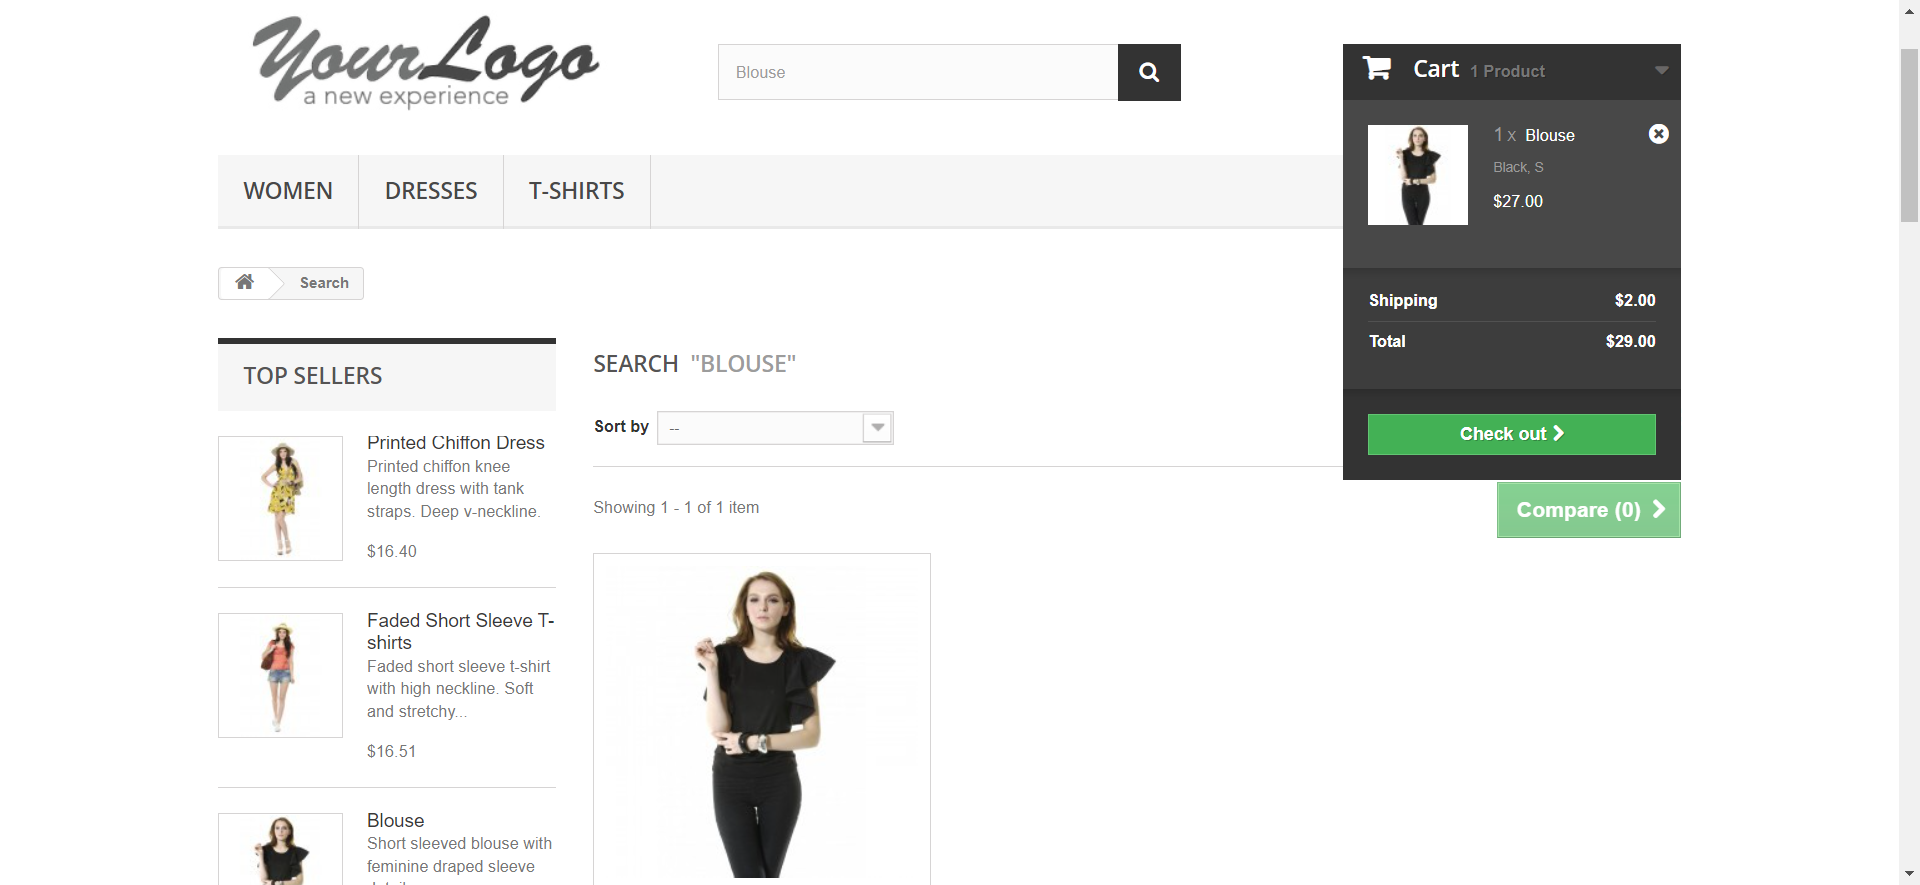 YourLogo
a new experience
Blouse
Cart 1 Product
1 x Blouse
Black, S
$27.00
Shipping $2.00
Total $29.00
Check out
WOMEN DRESSES T-SHIRTS
Search
TOP SELLERS
Printed Chiffon Dress
Printed chiffon knee
length dress with tank
straps. Deep v-neckline.
$16.40
Faded Short Sleeve T-
shirts
Faded short sleeve t-shirt
with high neckline. Soft
and stretchy...
$16.51
Blouse
Short sleeved blouse with
feminine draped sleeve
SEARCH "BLOUSE"
Sort by --
Showing 1 - 1 of 1 item
Compare (0)